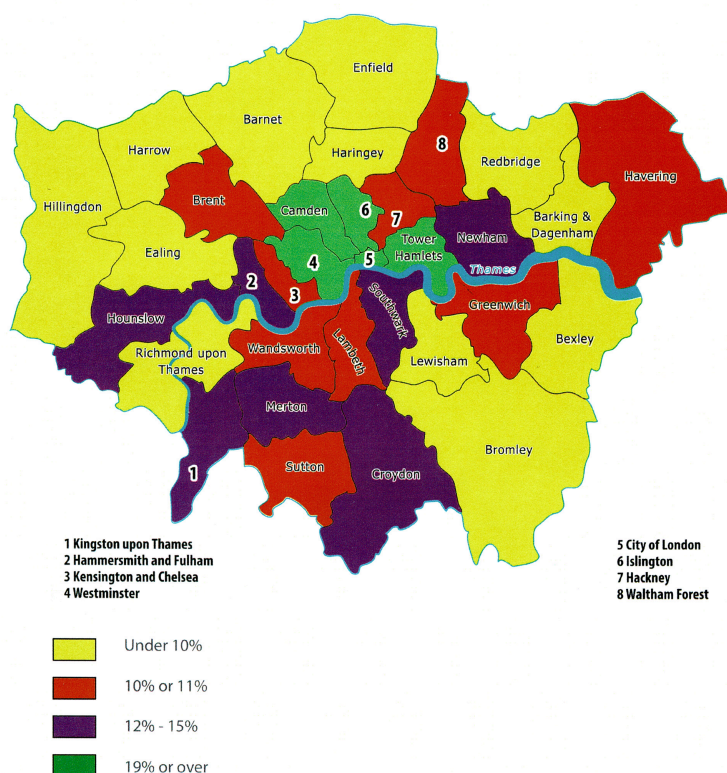 Enfield
Barnet
Harrow
Haringey
8
Redbridge
Havering
Hillingdon
Brent
Camden
6
7
Barking &
Dagenham
Ealing
Tower
Hamlets
Newham
4
5
Thames
2
3
Southwark
Greenwich
Hounslow
Bexley
Richmond upon
Thames
Wandsworth
Lambeth
Lewisham
Merton
Bromley
Sutton
Croydon
1
1 Kingston upon Thames
2 Hammersmith and Fulham
3 Kensington and Chelsea
4 Westminster
5 City of London
6 Islington
7 Hackney
8 Waltham Forest
Under 10%
10% or 11%
12% - 15%
19% or over